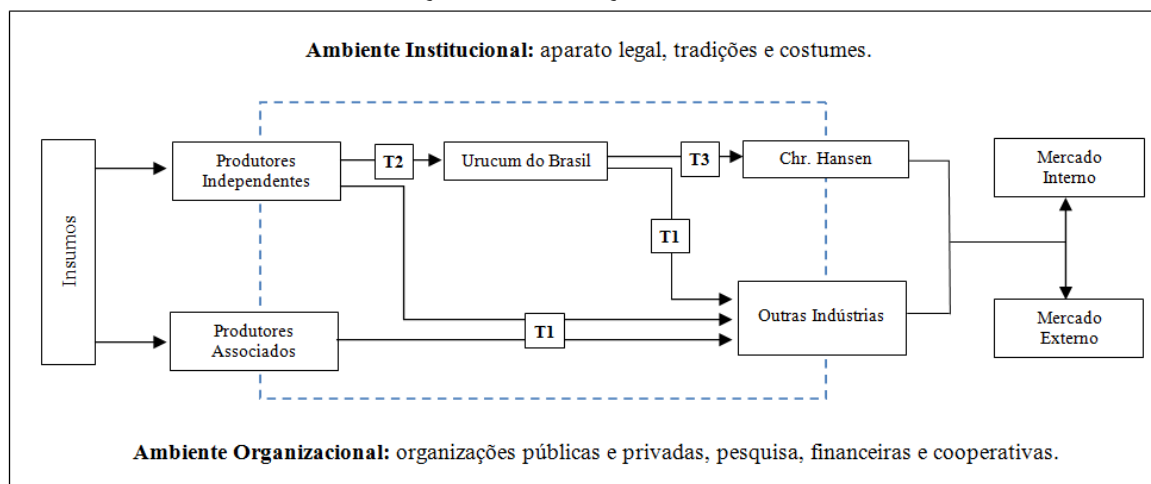 Ambiente Institucional: aparato legal, tradições e costumes.
Insumos
Produtores
Independentes
T2
Urucum do Brasil
T3
Chr. Hansen
Mercado
Interno
T1
Produtores
Associados
T1
Outras Indústrias
Mercado
Externo
Ambiente Organizacional: organizações públicas e privadas, pesquisa, financeiras e cooperativas.